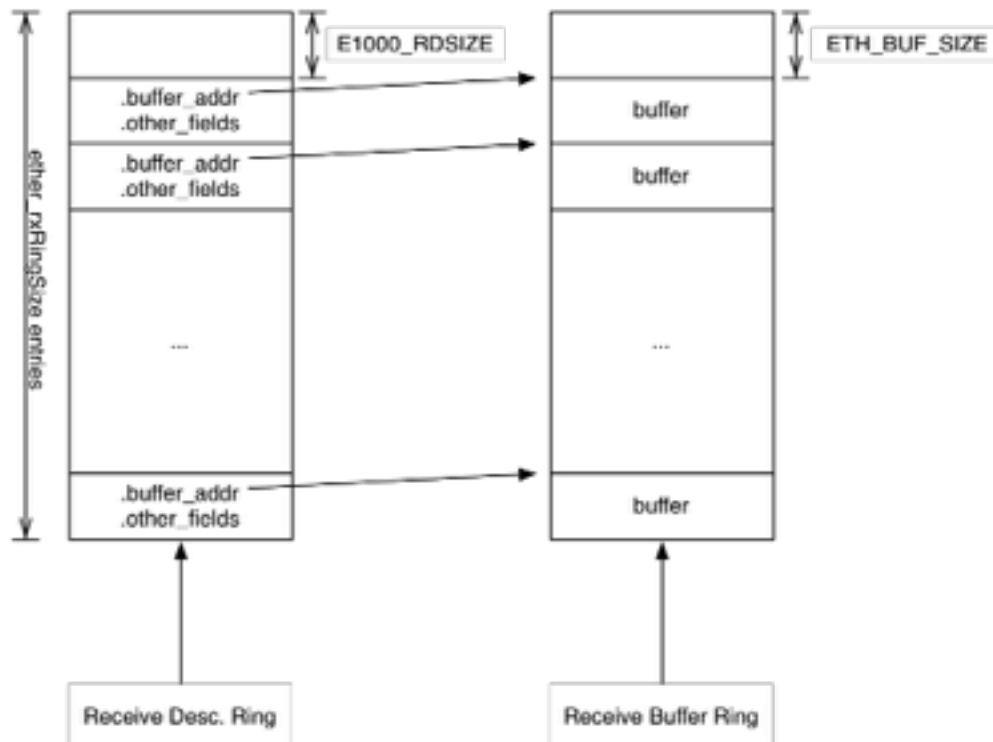 E1000_RDSIZE
ETH_BUF_SIZE
.buffer_addr
.other_fields
buffer
.buffer_addr
.other_fields
buffer
ether_rxRingSize entries
...
...
.buffer_addr
.other_fields
buffer
Receive Desc. Ring
Receive Buffer Ring